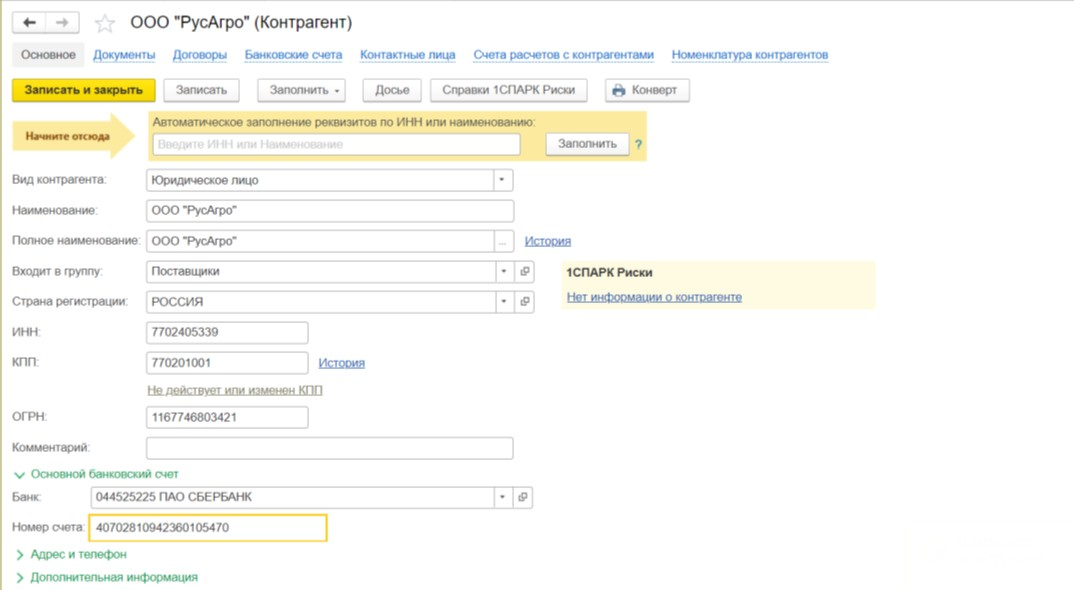 ООО "РусАгро" (Контрагент)
Основное Документы Договоры Банковские счета Контактные лица Счета расчетов с контрагентами Номенклатура контрагентов
Записать и закрыть Записать Заполнить Досье Справки 1СПАРК Риски Конверт
Автоматическое заполнение реквизитов по ИНН или наименованию:
Начните отсюда
Введите ИНН или Наименование Заполнить ?
Вид контрагента: Юридическое лицо
Наименование: ООО "РусАгро"
Полное наименование: ООО "РусАгро" ... История
Входит в группу: Поставщики
1СПАРК Риски
Страна регистрации: РОССИЯ
Нет информации о контрагенте
ИНН: 7702405339
КПП: 770201001 История
Не действует или изменен КПП
ОГРН: 1167746803421
Комментарий:
Основной банковский счет
Банк: 044525225 ПАО СБЕРБАНК
Номер счета: 40702810942360105470
Адрес и телефон
Дополнительная информация